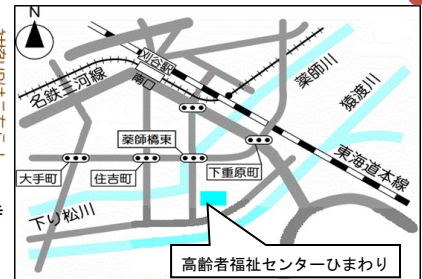 N
刈谷駅
南口
名鉄三河線
薬師川
猿渡川
東海道本線
薬師橋東
大手町
住吉町
下重原町
下り松川
高齢者福祉センターひまわり